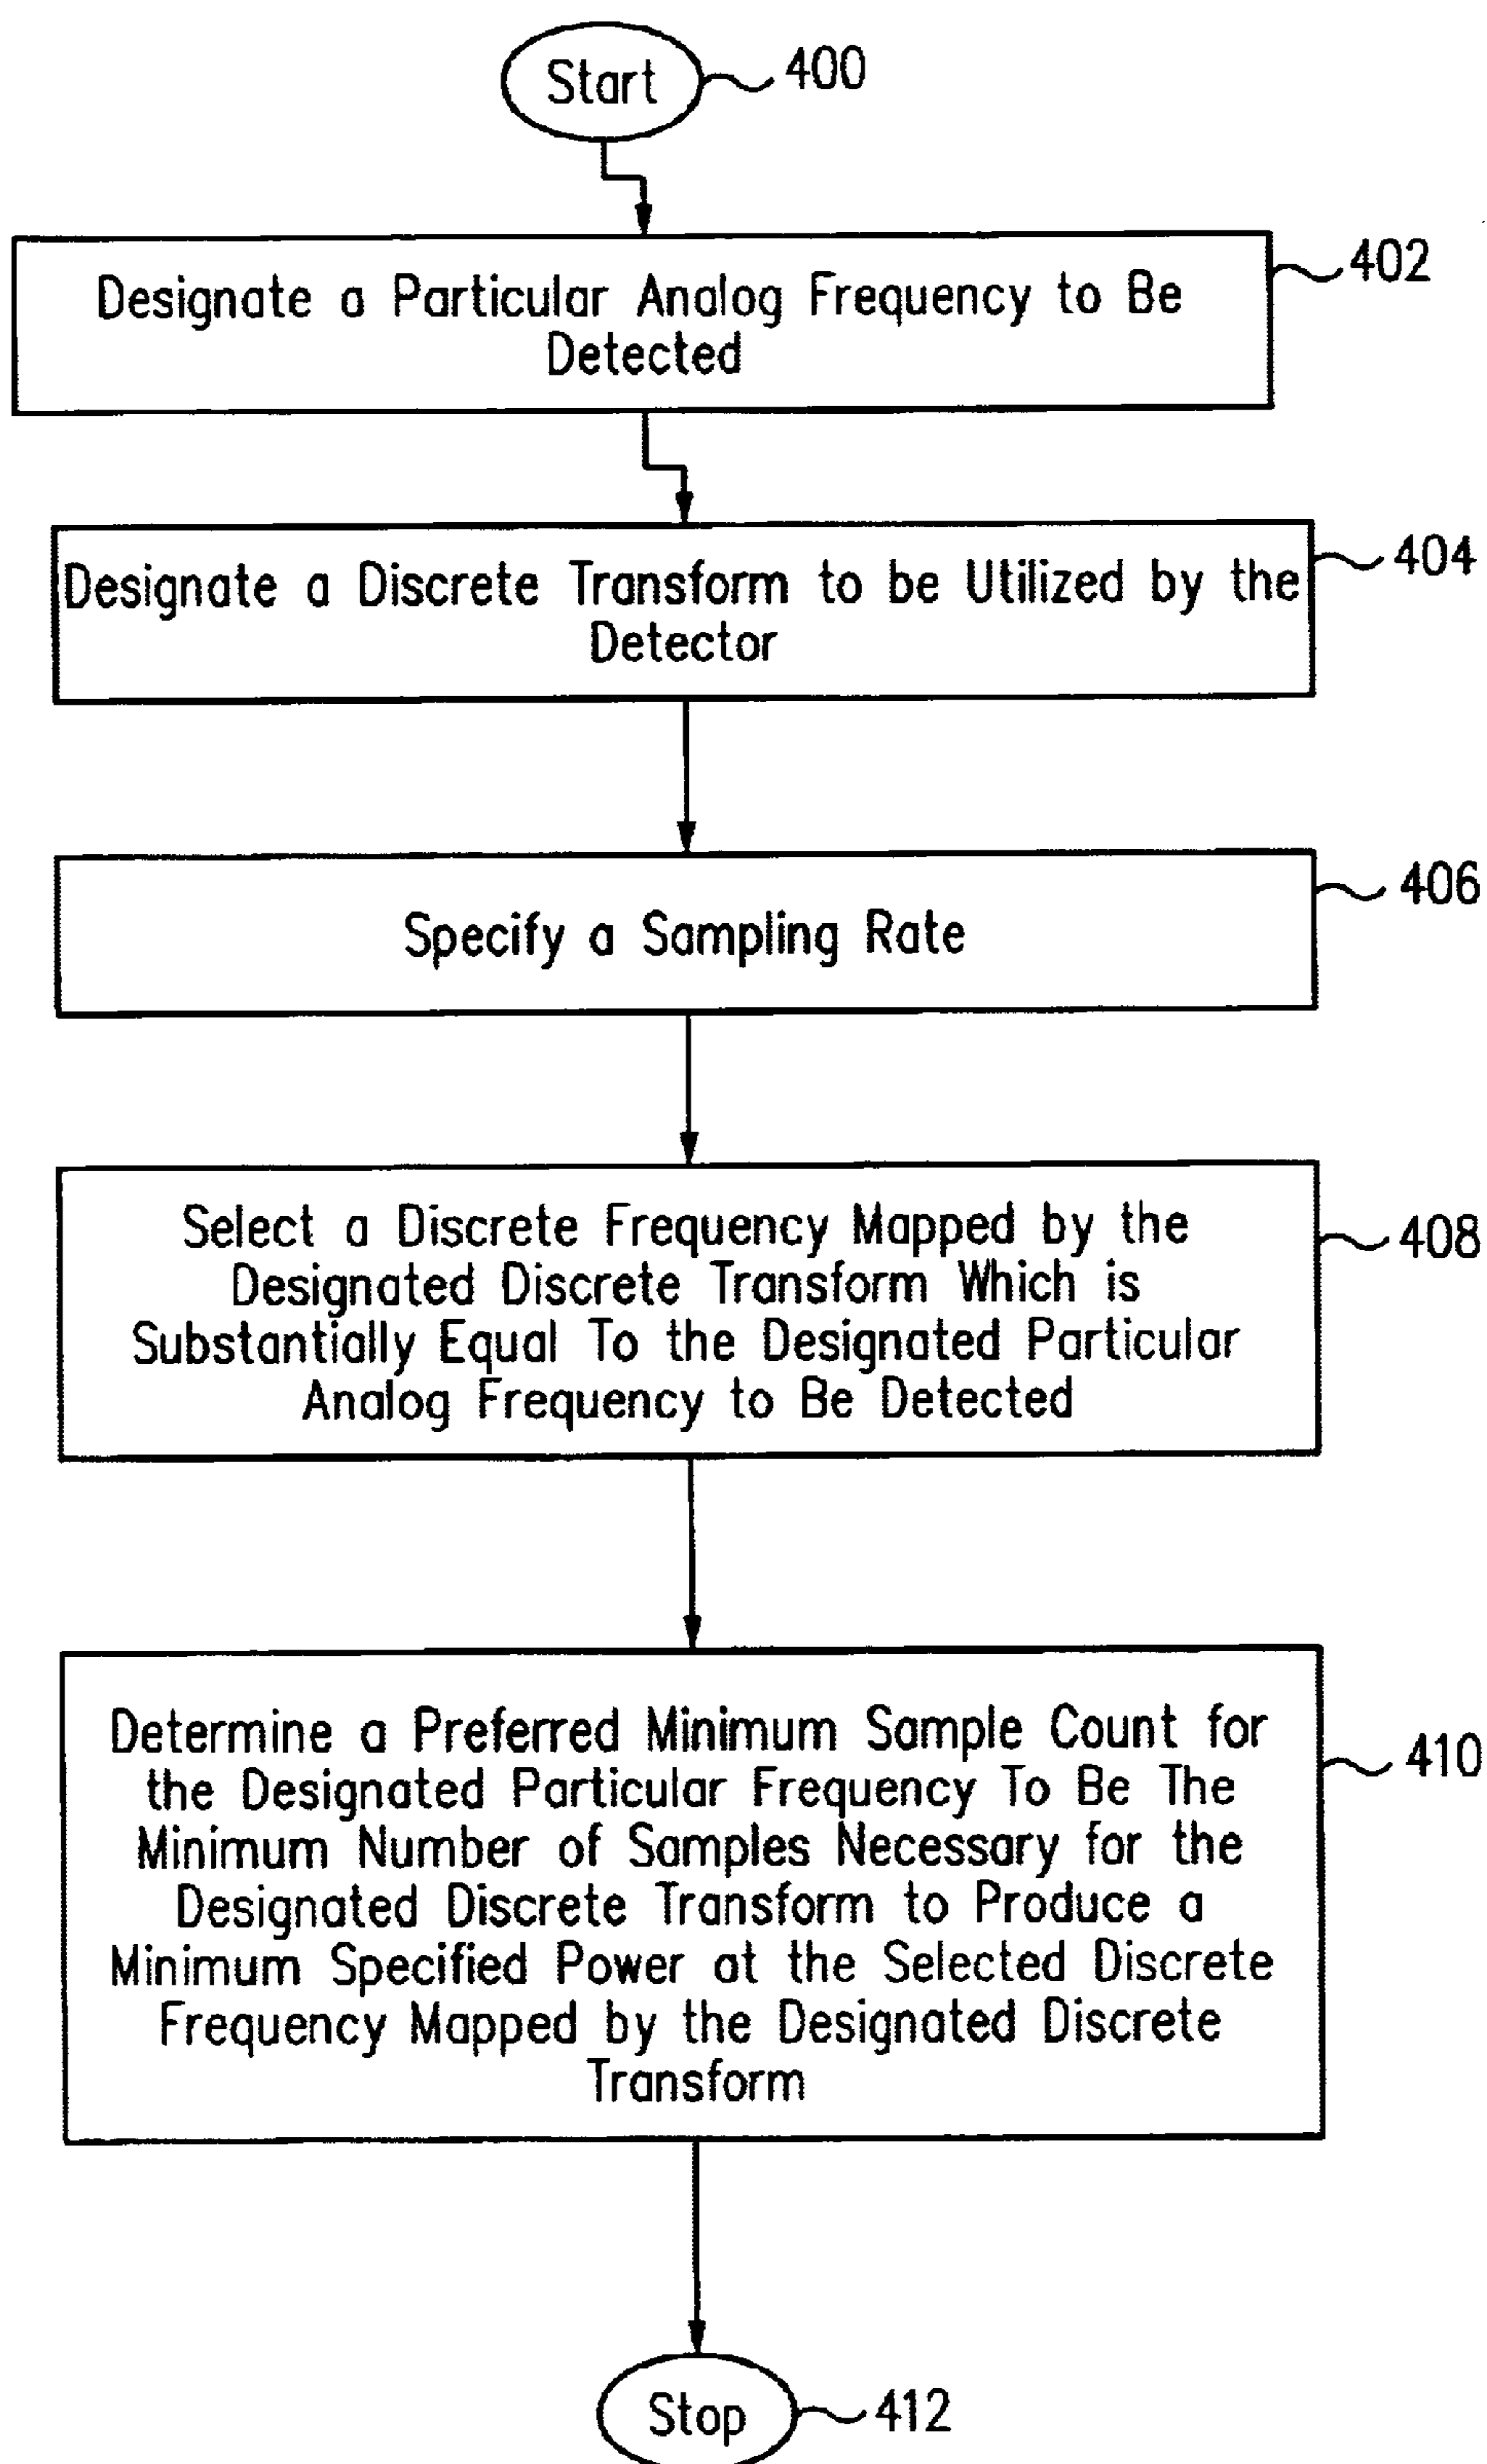 Start
400
Designate a Particular Analog Frequency to Be
Detected
402
Designate a Discrete Transform to be Utilized by the
Detector
404
Specify a Sampling Rate
406
Select a Discrete Frequency Mapped by the
Designated Discrete Transform Which is
Substantially Equal To the Designated Particular
Analog Frequency to Be Detected
408
Determine a Preferred Minimum Sample Count for
the Designated Particular Frequency To Be The
Minimum Number of Samples Necessary for the
Designated Discrete Transform to Produce a
Minimum Specified Power at the Selected Discrete
Frequency Mapped by the Designated Discrete
Transform
410
Stop
412